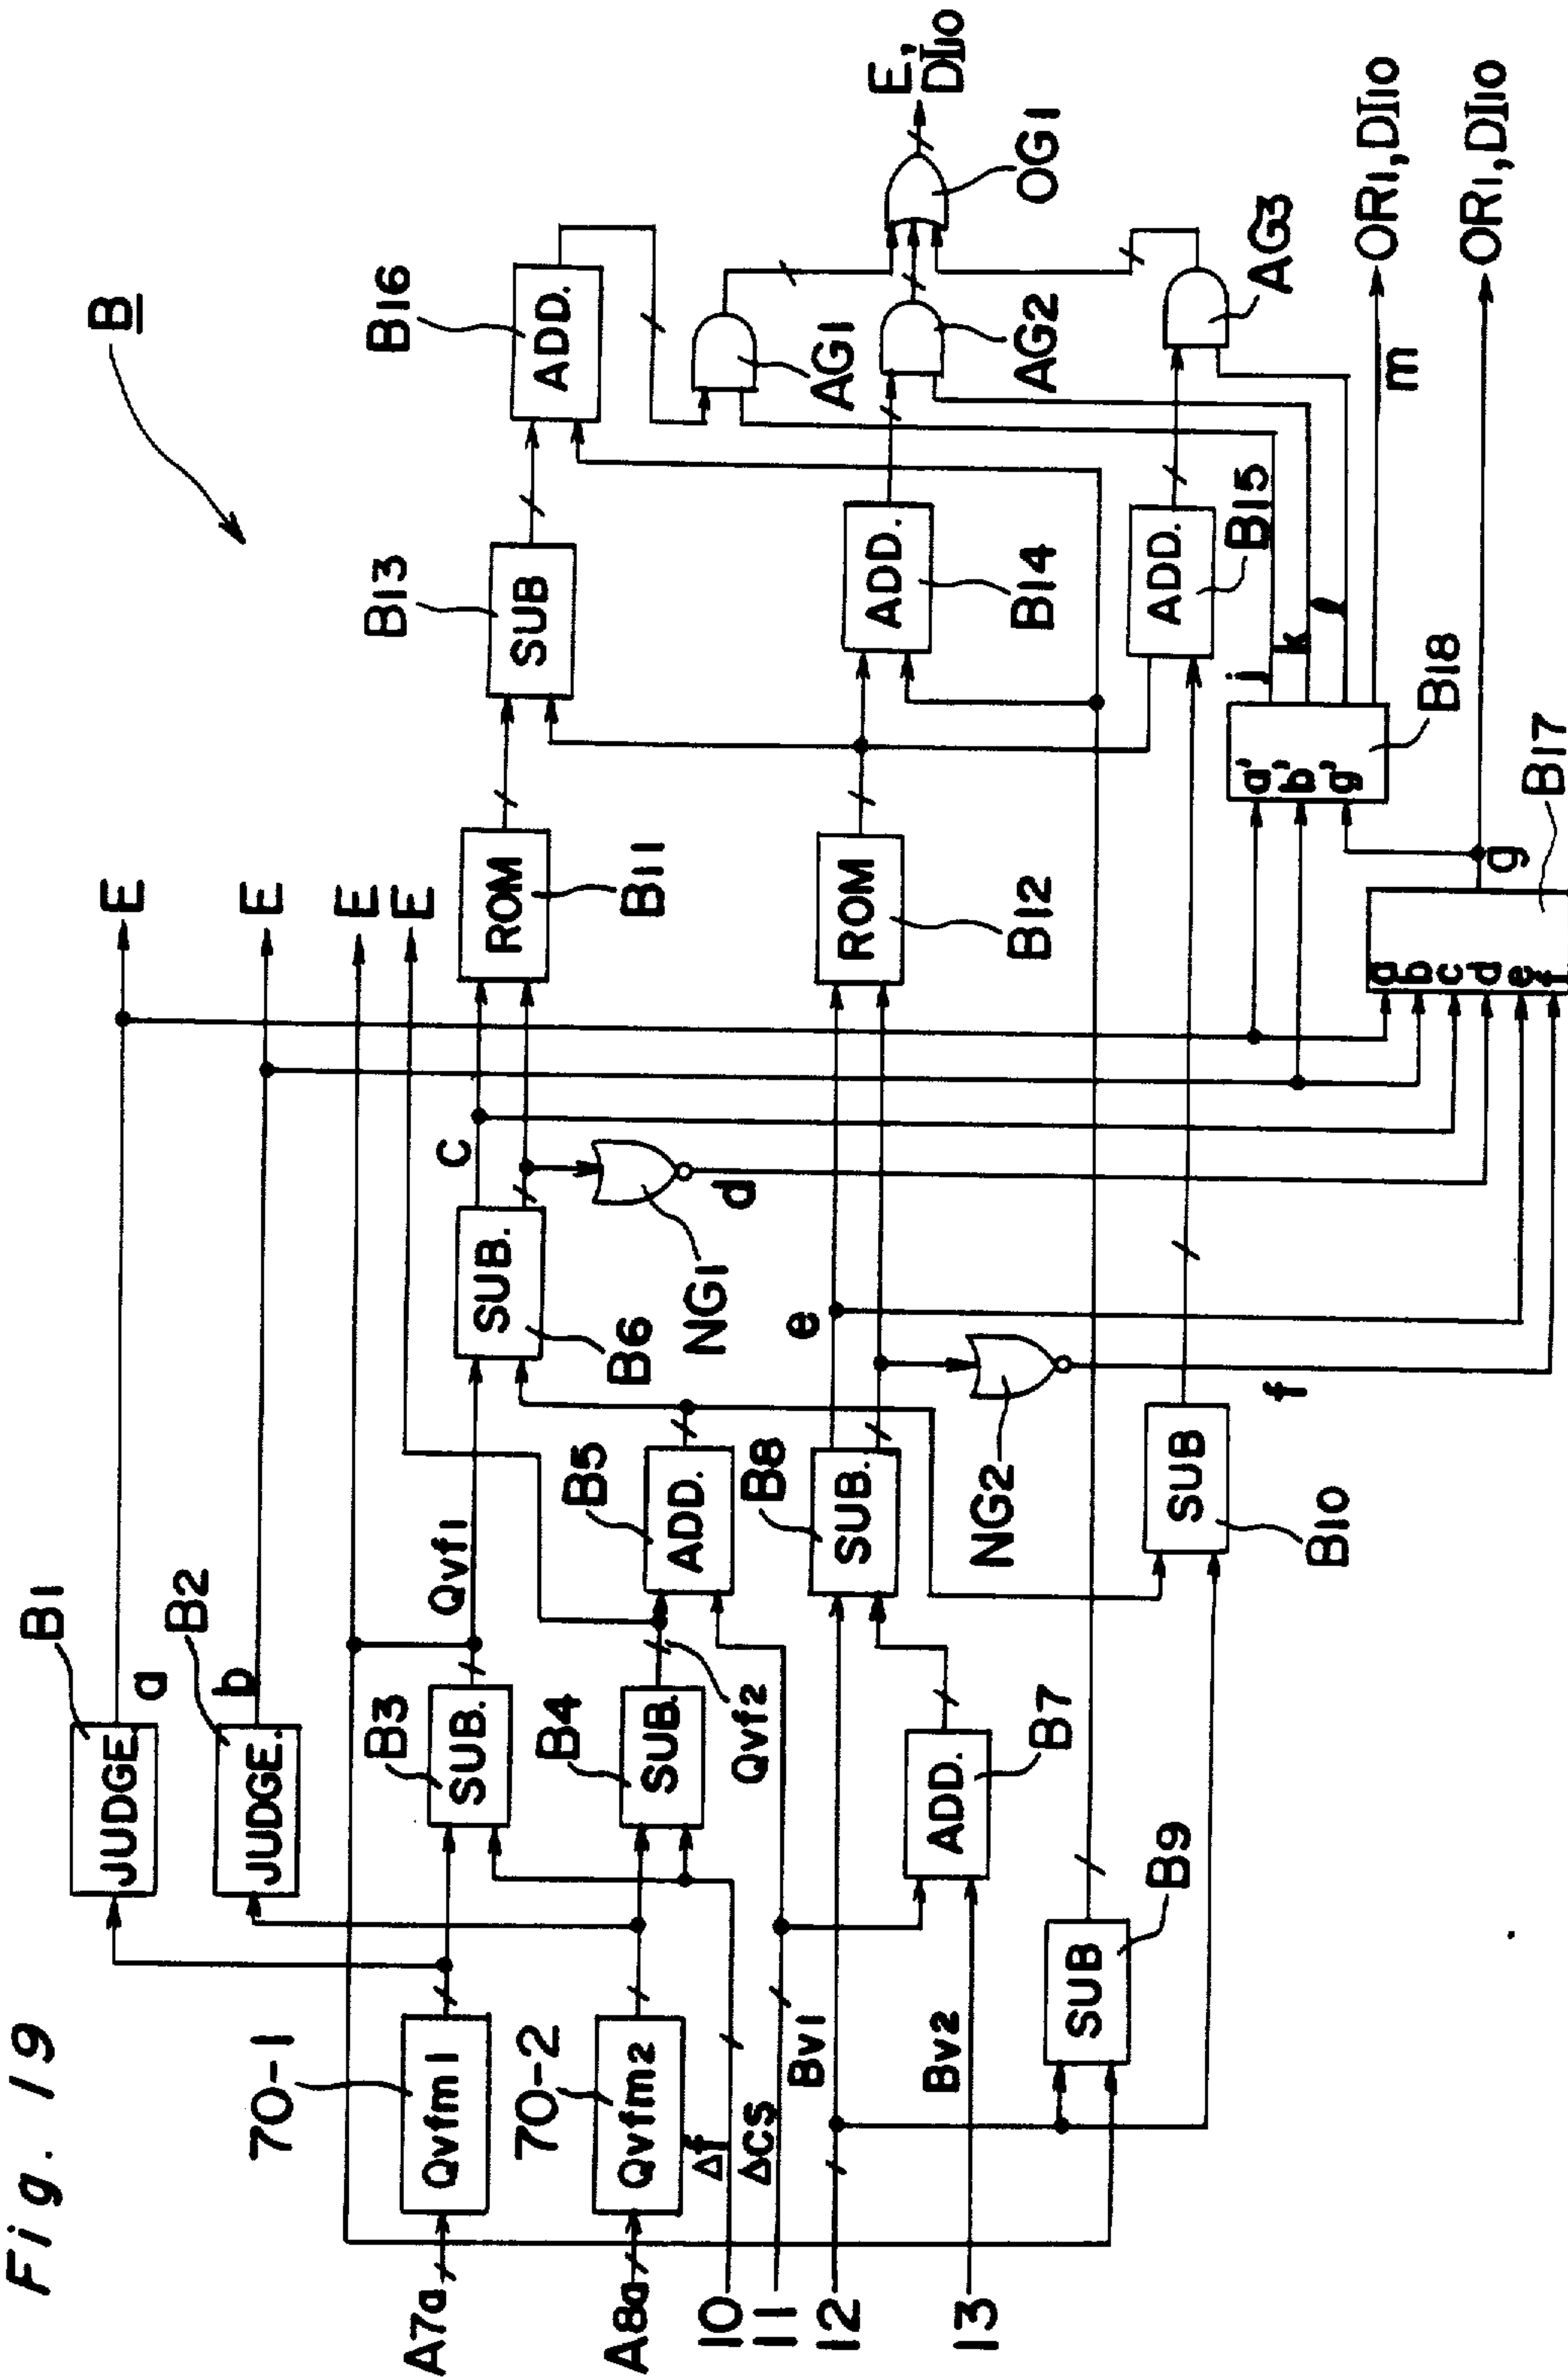 Fig. 19
B
B1
JUDGE.
a
E
B2
JUDGE.
b
E
E
E
A7a
70-1
Qvfm1
B3
SUB.
Qvf1
B6
SUB.
c
NG1
d
ROM
B11
B13
SUB
B16
ADD.
A8a
70-2
Qvfm2
B4
SUB.
Qvf2
B5
ADD.
AG1
10
Δf
11
Δcs
12
Bv1
13
Bv2
ADD.
B7
B8
SUB.
e
NG2
f
ROM
B12
ADD.
B14
AG2
OG1
E,
DI10
SUB
B9
SUB
B10
ADD.
B15
AG3
a'
b'
g'
B18
j
k
l
m
OR1,DI10
a
b
c
d
e
f
B17
g
OR1,DI10